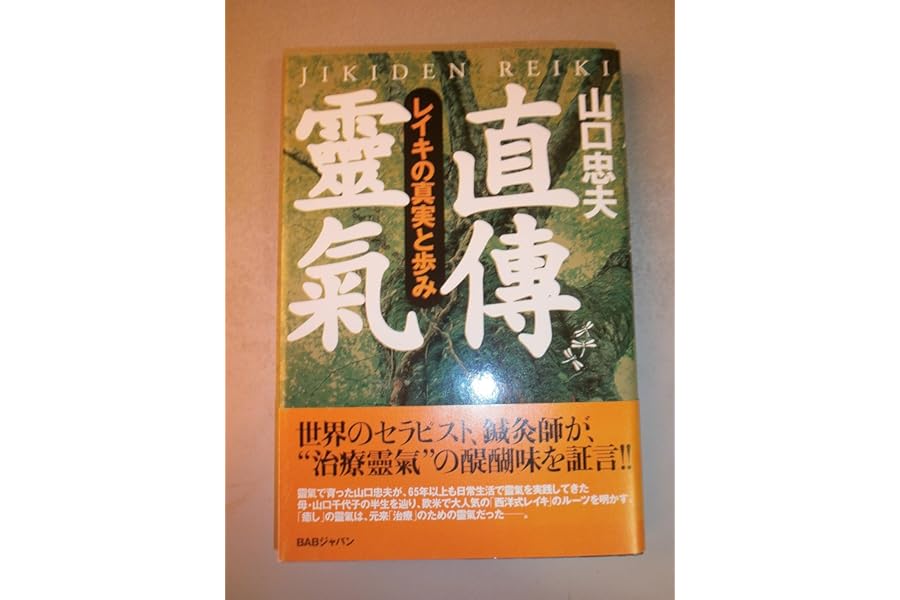 JIKIDEN REIKI
山口忠夫
直傳
レイキの真実と歩み
靈氣
世界のセラピスト、鍼灸師が、
“治療靈氣”の醍醐味を証言!!
靈氣で育った山口忠夫が、65年以上も日常生活で靈氣を実践してきた
母・山口千代子の半生を辿り、欧米で大人気の「西洋式レイキ」のルーツを明かす。
「癒し」の靈氣は、元来「治療」のための靈氣だった――。
BABジャパン